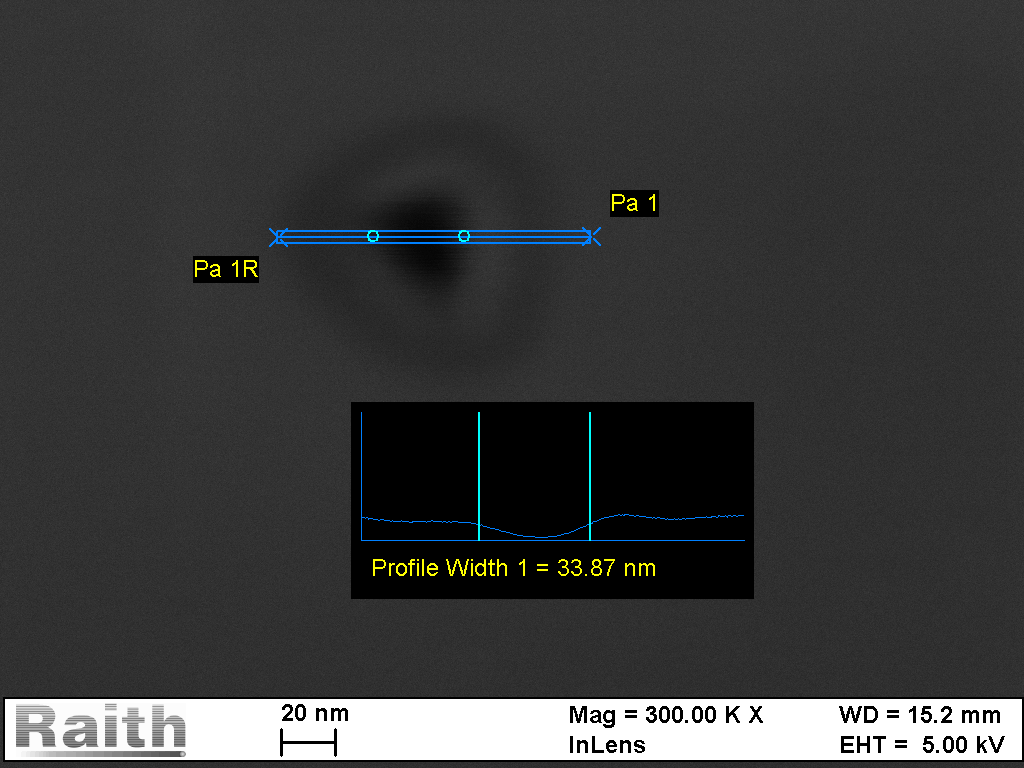 Pa 1
Pa 1R
Profile Width 1 = 33.87 nm
Raith
20 nm
Mag = 300.00 K X
WD = 15.2 mm
InLens
EHT = 5.00 kV